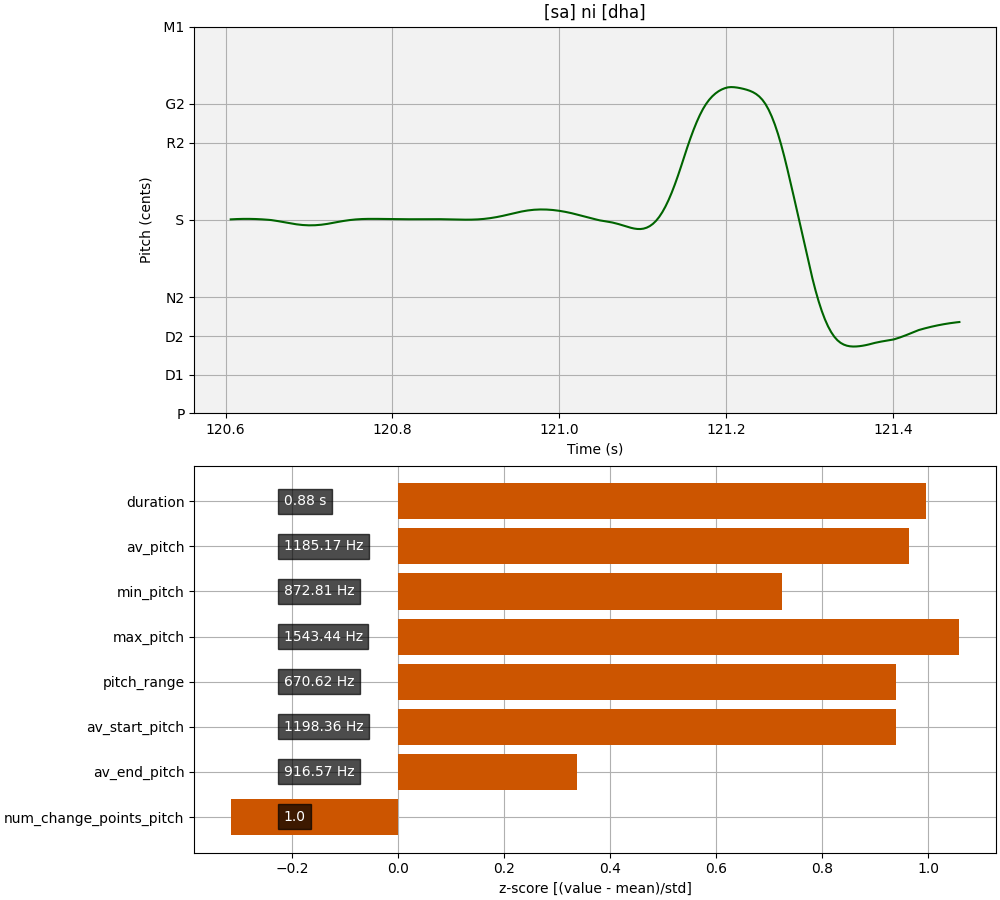 [sa] ni [dha]
M1
G2
R2
S
N2
D2
D1
P
Pitch (cents)
120.6 120.8 121.0 121.2 121.4
Time (s)
duration 0.88 s
av_pitch 1185.17 Hz
min_pitch 872.81 Hz
max_pitch 1543.44 Hz
pitch_range 670.62 Hz
av_start_pitch 1198.36 Hz
av_end_pitch 916.57 Hz
num_change_points_pitch 1.0
−0.2 0.0 0.2 0.4 0.6 0.8 1.0
z-score [(value - mean)/std]